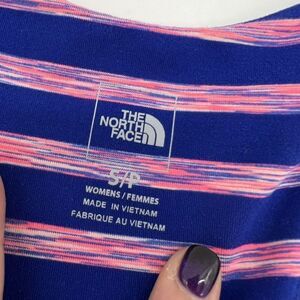 THE
NORTH
FACE
S/P
WOMENS / FEMMES
MADE IN VIETNAM
FABRIQUE AU VIETNAM